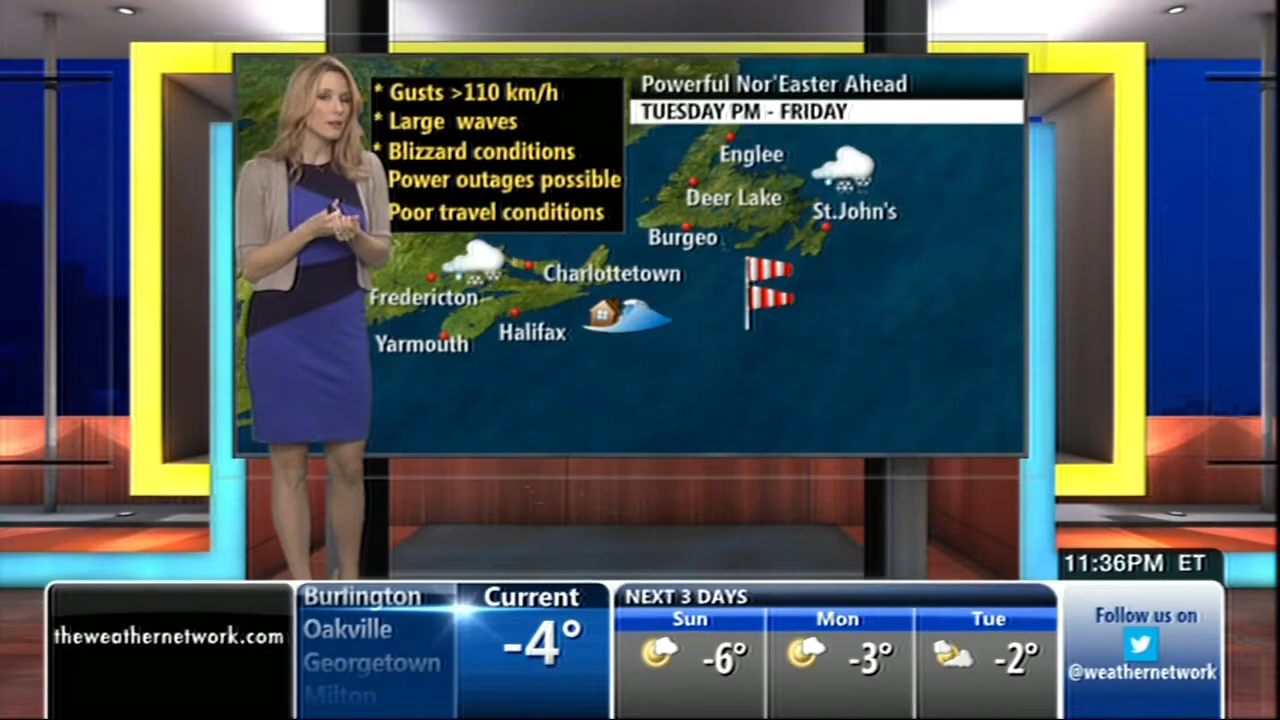 * Gusts >110 km/h
* Large waves
* Blizzard conditions
Power outages possible
Poor travel conditions
Powerful Nor'Easter Ahead
TUESDAY PM - FRIDAY
Englee
Deer Lake
St.John's
Burgeo
Charlottetown
Fredericton
Halifax
Yarmouth
11:36PM ET
theweathernetwork.com
Burlington
Oakville
Georgetown
Milton
Current
-4°
NEXT 3 DAYS
Sun
Mon
Tue
-6°
-3°
-2°
Follow us on
@weathernetwork